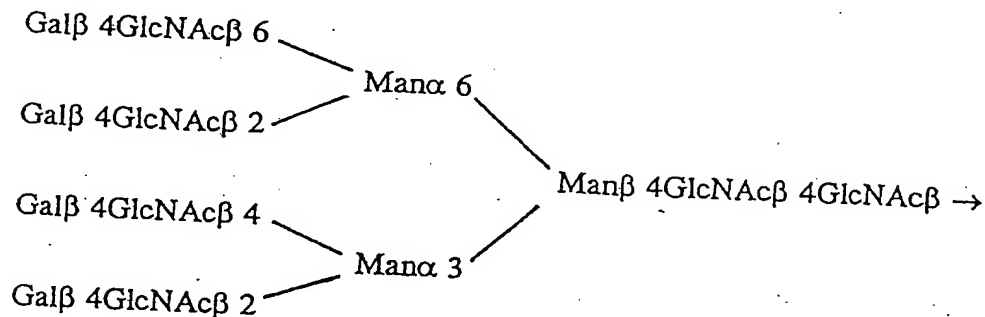 Galβ 4GlcNAcβ 6
Manα 6
Galβ 4GlcNAcβ 2
Manβ 4GlcNAcβ 4GlcNAcβ →
Galβ 4GlcNAcβ 4
Manα 3
Galβ 4GlcNAcβ 2